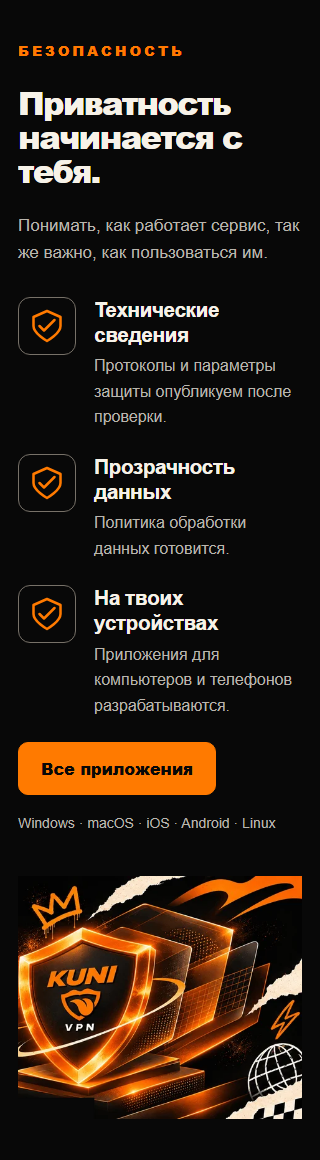 БЕЗОПАСНОСТЬ
Приватность
начинается с
тебя.
Понимать, как работает сервис, так
же важно, как пользоваться им.
Технические
сведения
Протоколы и параметры
защиты опубликуем после
проверки.
Прозрачность
данных
Политика обработки
данных готовится.
На твоих
устройствах
Приложения для
компьютеров и телефонов
разрабатываются.
Все приложения
Windows · macOS · iOS · Android · Linux
KUNI
VPN